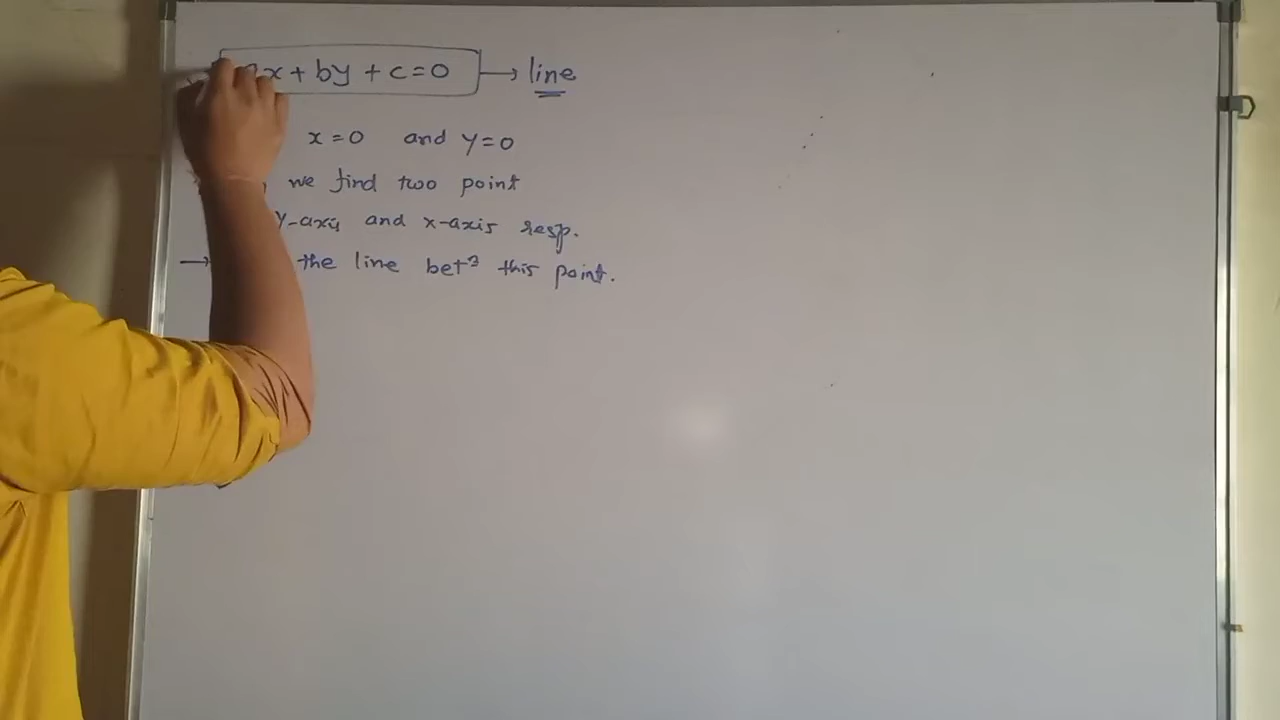 x + by + c = 0 → line
x = 0 and y = 0
we find two point
y-axis and x-axis resp.
→ the line betⁿ this point.